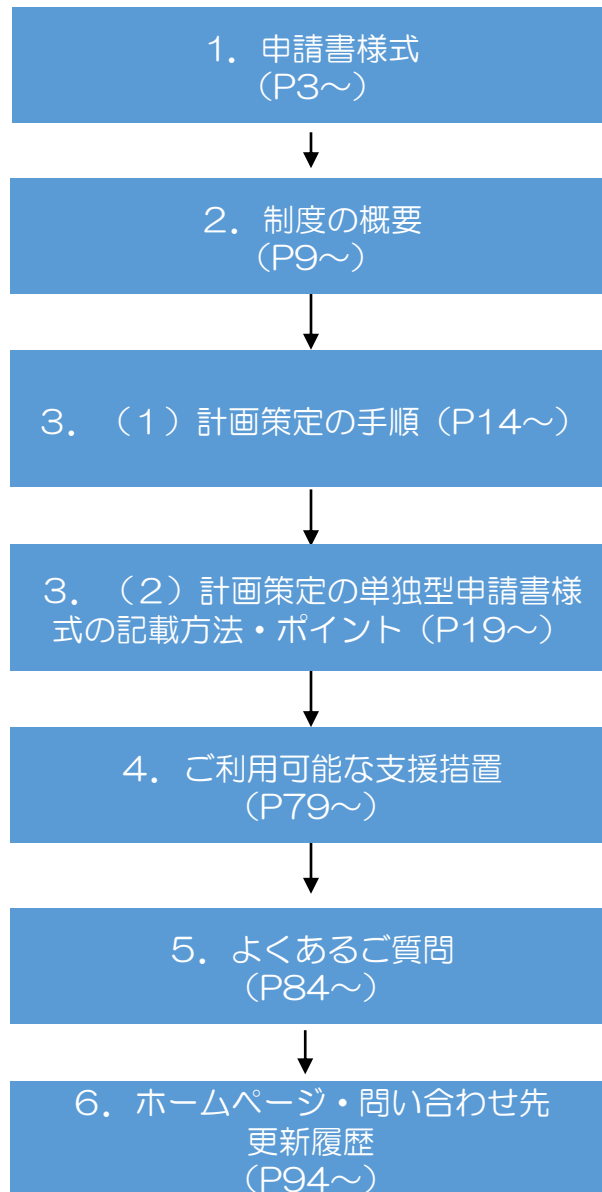 １．申請書様式
（P3～）
２．制度の概要
（P9～）
３．（１）計画策定の手順（P14～）
３．（２）計画策定の単独型申請書様
式の記載方法・ポイント（P19～）
４．ご利用可能な支援措置
（P79～）
５．よくあるご質問
（P84～）
６．ホームページ・問い合わせ先
更新履歴
（P94～）